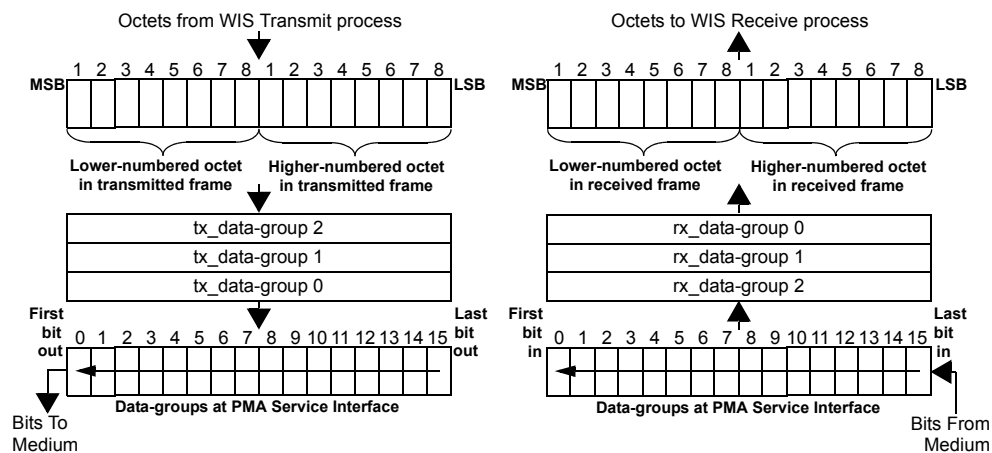 Octets from WIS Transmit process
MSB 1 2 3 4 5 6 7 8 1 2 3 4 5 6 7 8 LSB
Lower-numbered octet
in transmitted frame
Higher-numbered octet
in transmitted frame
tx_data-group 2
tx_data-group 1
tx_data-group 0
First
bit
out
0 1 2 3 4 5 6 7 8 9 10 11 12 13 14 15
Last
bit
out
Data-groups at PMA Service Interface
Bits To
Medium
Octets to WIS Receive process
MSB 1 2 3 4 5 6 7 8 1 2 3 4 5 6 7 8 LSB
Lower-numbered octet
in received frame
Higher-numbered octet
in received frame
rx_data-group 0
rx_data-group 1
rx_data-group 2
First
bit
in
0 1 2 3 4 5 6 7 8 9 10 11 12 13 14 15
Last
bit
in
Data-groups at PMA Service Interface
Bits From
Medium